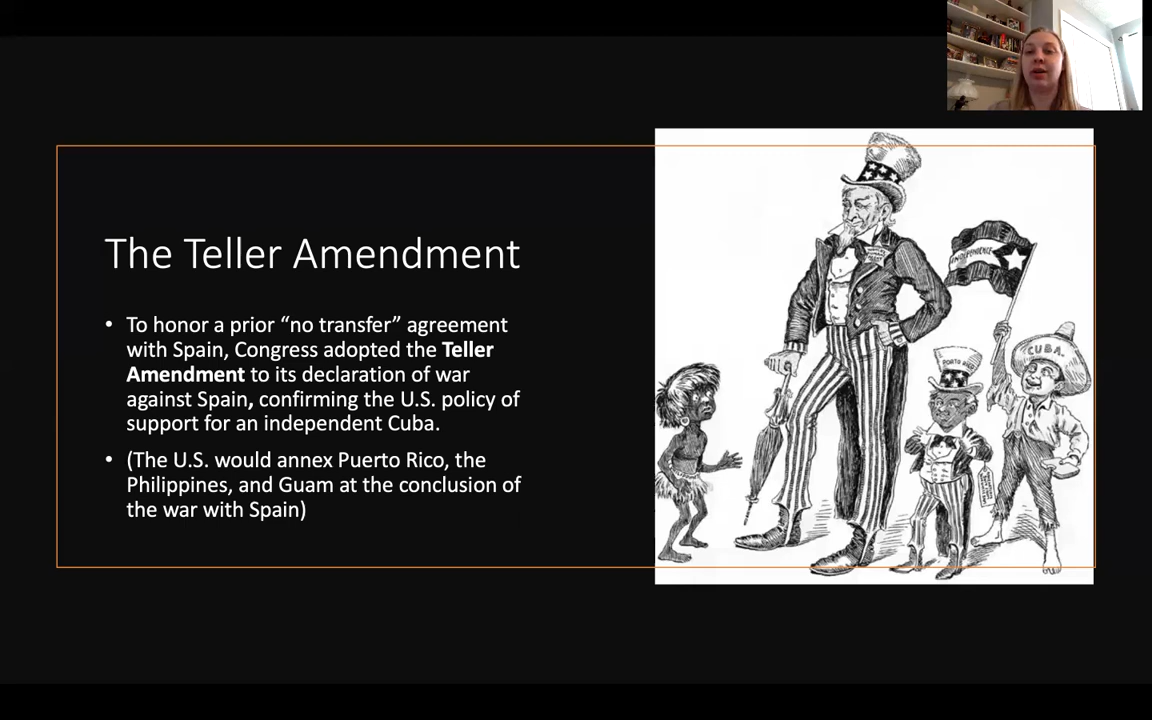 The Teller Amendment
• To honor a prior “no transfer” agreement
with Spain, Congress adopted the Teller
Amendment to its declaration of war
against Spain, confirming the U.S. policy of
support for an independent Cuba.
• (The U.S. would annex Puerto Rico, the
Philippines, and Guam at the conclusion of
the war with Spain)
INDEPENDENCE
PORTO RICO
CUBA.